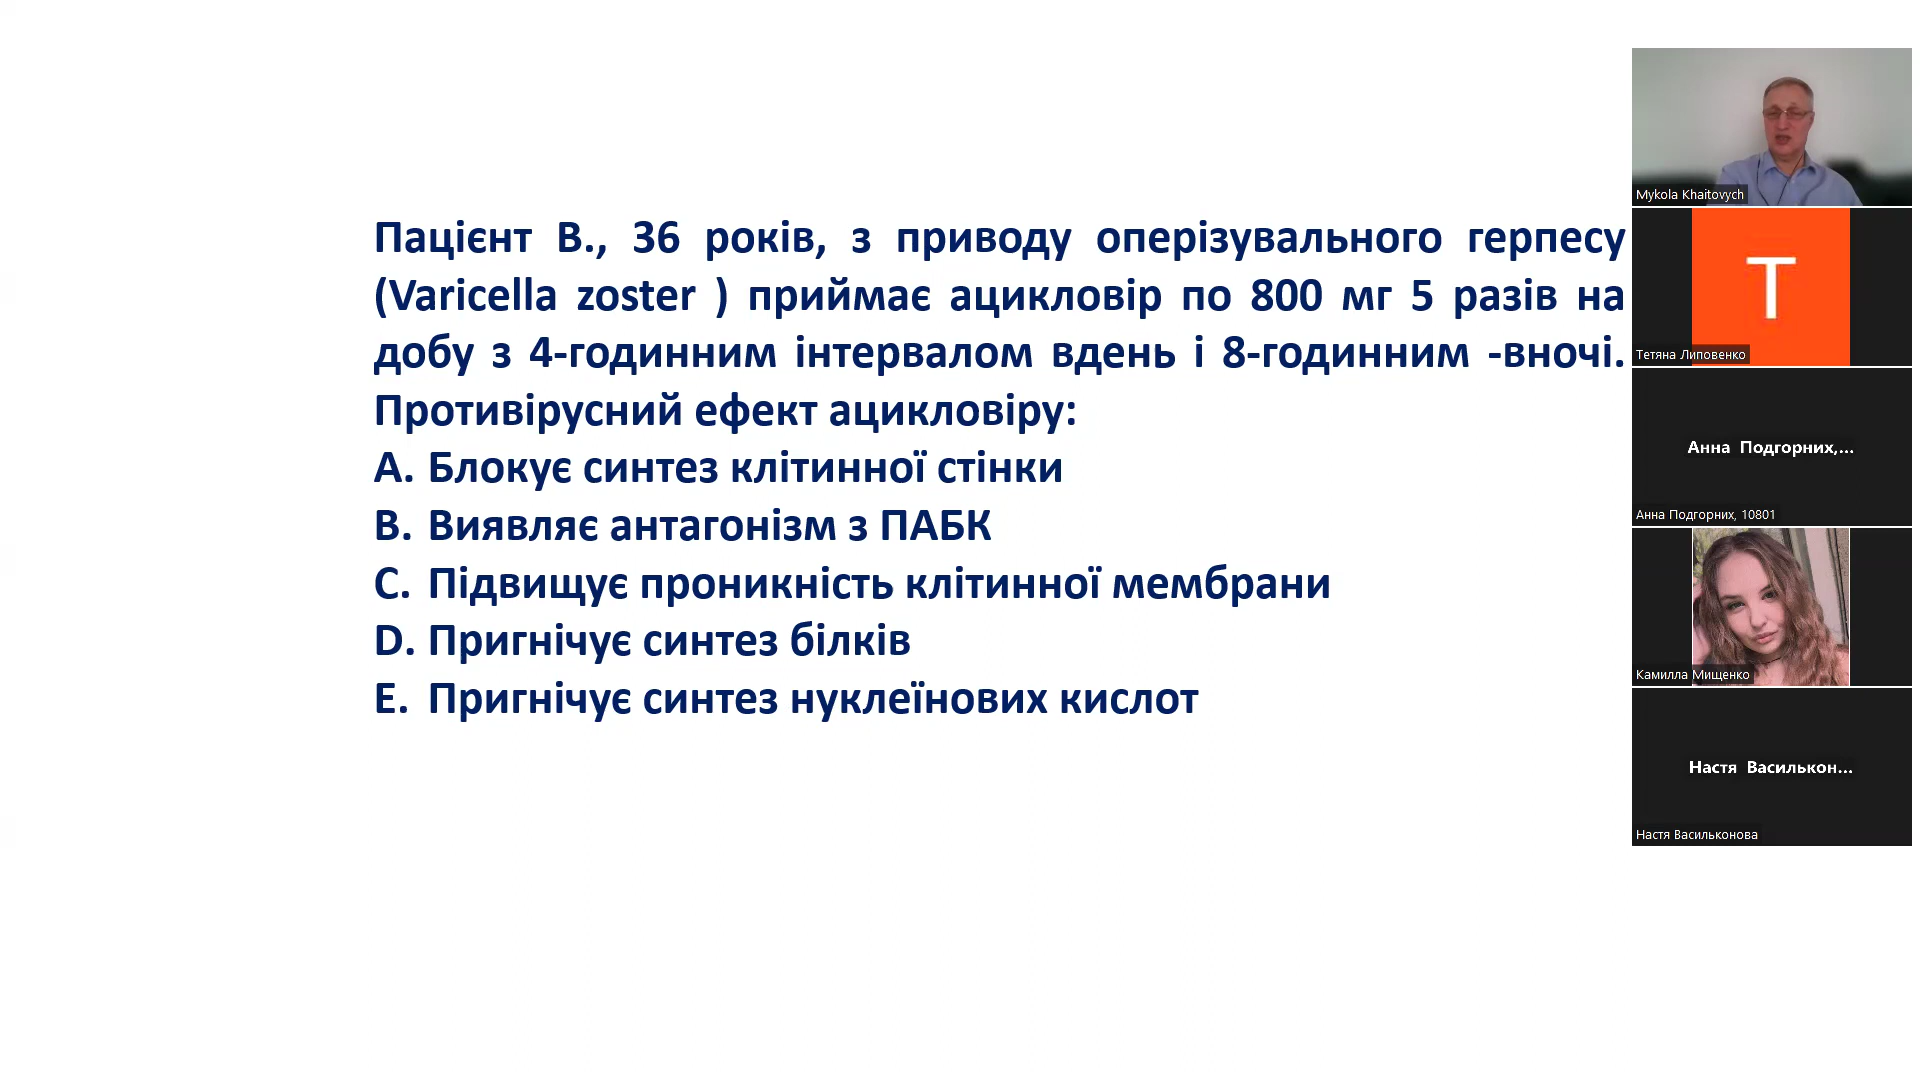 Пацієнт В., 36 років, з приводу оперізувального герпесу
(Varicella zoster ) приймає ацикловір по 800 мг 5 разів на
добу з 4-годинним інтервалом вдень і 8-годинним -вночі.
Противірусний ефект ацикловіру:
A. Блокує синтез клітинної стінки
B. Виявляє антагонізм з ПАБК
C. Підвищує проникність клітинної мембрани
D. Пригнічує синтез білків
E. Пригнічує синтез нуклеїнових кислот
Mykola Khaitovych
T
Тетяна Липовенко
Анна Подгорних,...
Анна Подгорних, 10801
Камилла Мищенко
Настя Васількон...
Настя Васільконова